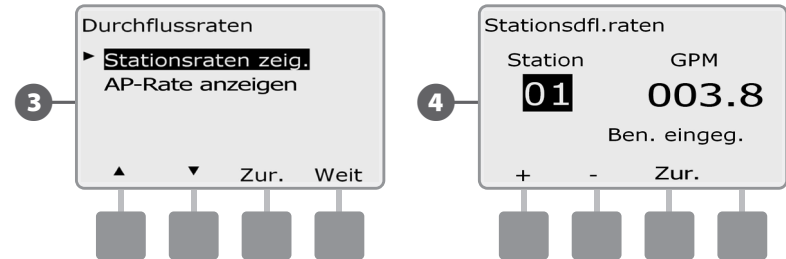 3
Durchflussraten
► Stationsraten zeig.
AP-Rate anzeigen
▲ ▼ Zur. Weit
4
Stationsdfl.raten
Station GPM
01 003.8
Ben. eingeg.
+ - Zur.